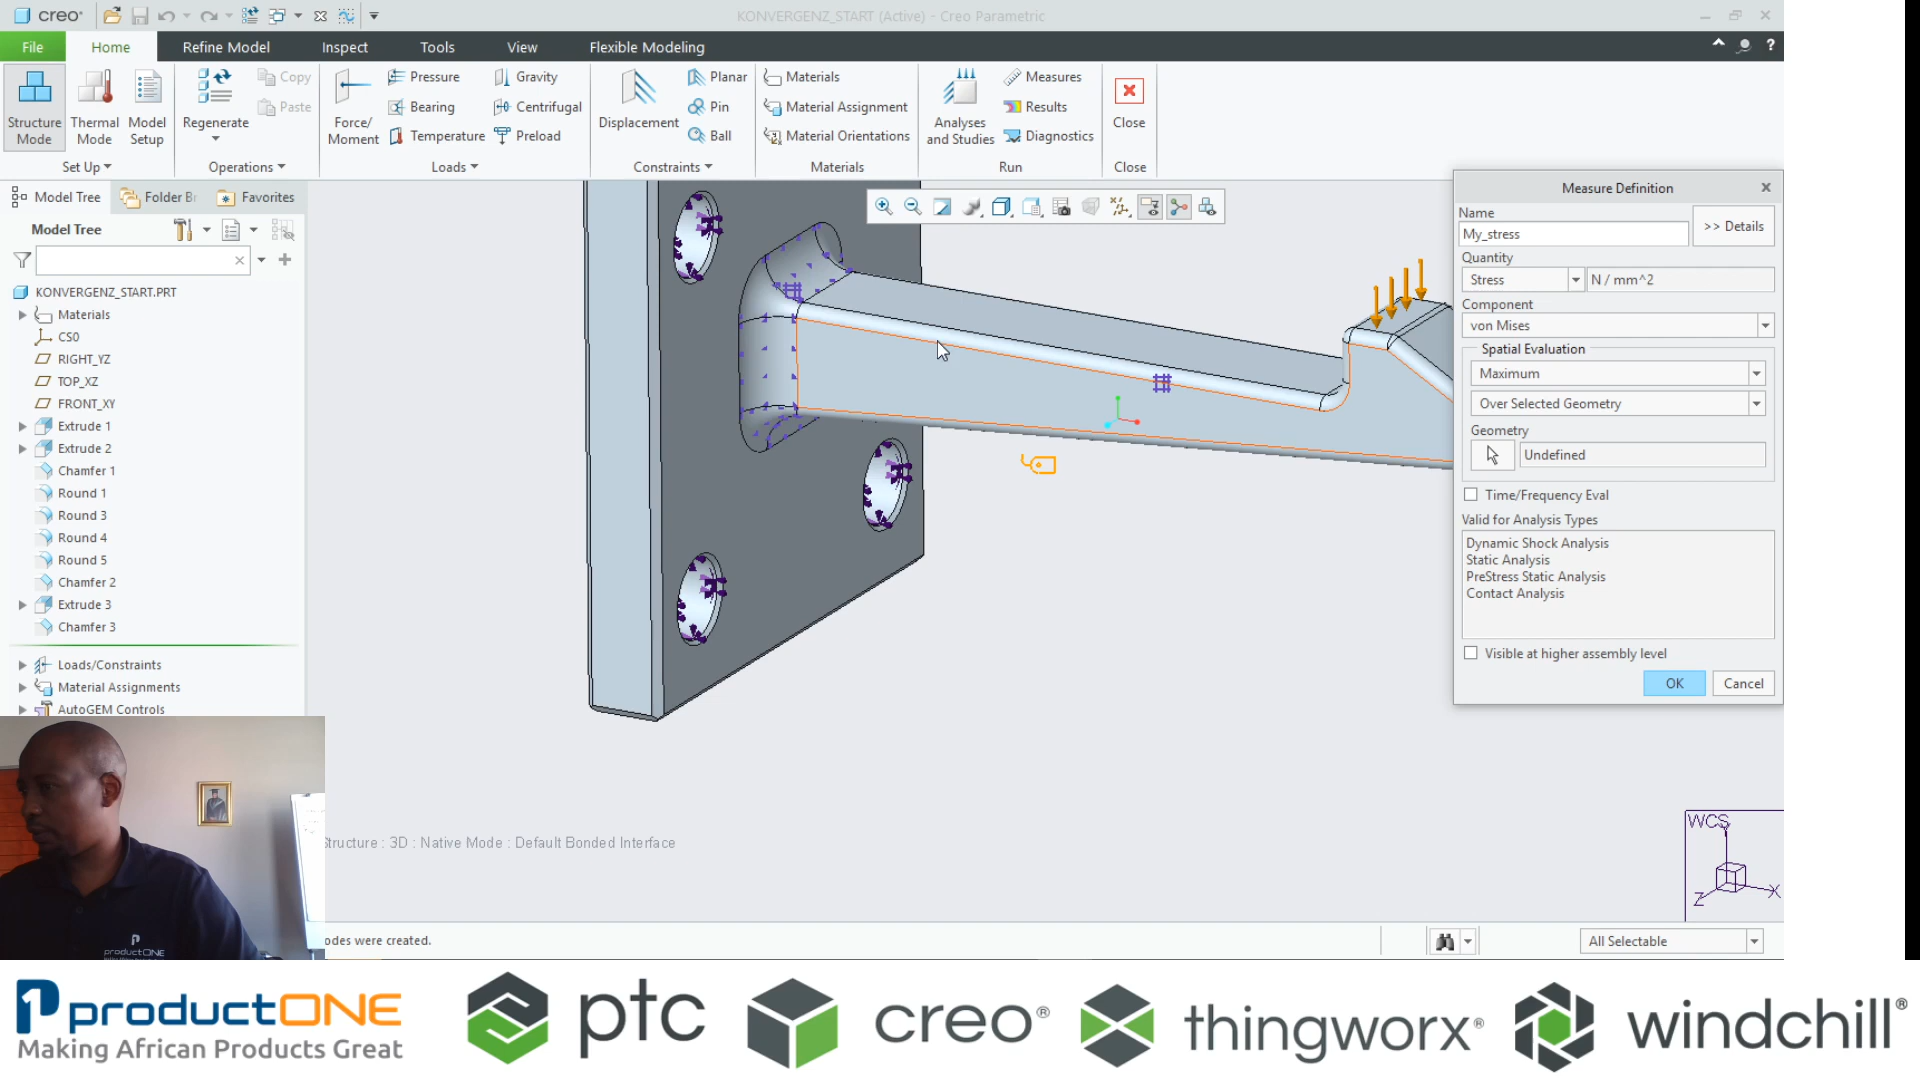 creo
KONVERGENZ_START (Active) - Creo Parametric
File Home Refine Model Inspect Tools View Flexible Modeling ?
Structure Mode
Thermal Mode
Model Setup
Set Up
Regenerate
Copy
Paste
Operations
Force/ Moment
Pressure
Bearing
Temperature
Gravity
Centrifugal
Preload
Loads
Displacement
Planar
Pin
Ball
Constraints
Materials
Material Assignment
Material Orientations
Materials
Analyses and Studies
Measures
Results
Diagnostics
Run
Close
Close
Model Tree Folder Br Favorites
Model Tree
KONVERGENZ_START.PRT
Materials
CS0
RIGHT_YZ
TOP_XZ
FRONT_XY
Extrude 1
Extrude 2
Chamfer 1
Round 1
Round 3
Round 4
Round 5
Chamfer 2
Extrude 3
Chamfer 3
Loads/Constraints
Material Assignments
AutoGEM Controls
Measure Definition
Name
My_stress
>> Details
Quantity
Stress N / mm^2
Component
von Mises
Spatial Evaluation
Maximum
Over Selected Geometry
Geometry
Undefined
Time/Frequency Eval
Valid for Analysis Types
Dynamic Shock Analysis
Static Analysis
PreStress Static Analysis
Contact Analysis
Visible at higher assembly level
OK Cancel
WCS
Z X
Structure : 3D : Native Mode : Default Bonded Interface
odes were created.
All Selectable
productONE
productONE
Making African Products Great
ptc
creo®
thingworx®
windchill®